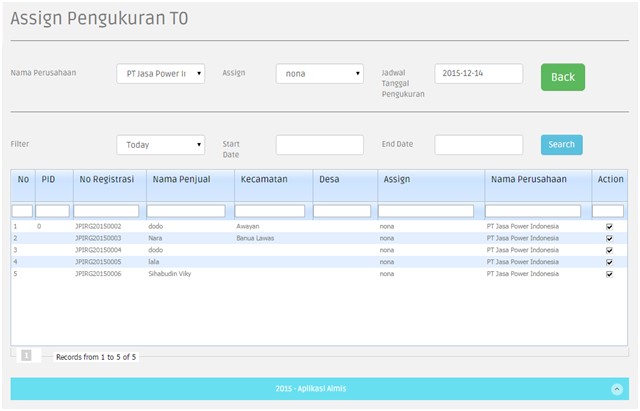 Assign Pengukuran T0
Nama Perusahaan PT Jasa Power Assign nona Jadwal Tanggal Pengukuran 2015-12-14 Back
Filter Today Start Date End Date Search
No PID No Registrasi Nama Penjual Kecamatan Desa Assign Nama Perusahaan Action
1 0 JPIRG20150002 dodo Awayan nona PT Jasa Power Indonesia
2 JPIRG20150003 Nara Banua Lawas nona PT Jasa Power Indonesia
3 JPIRG20150004 dodo nona PT Jasa Power Indonesia
4 JPIRG20150005 lala nona PT Jasa Power Indonesia
5 JPIRG20150006 Sihabudin Viky nona PT Jasa Power Indonesia
1 Records from 1 to 5 of 5
2015 - Aplikasi Almis